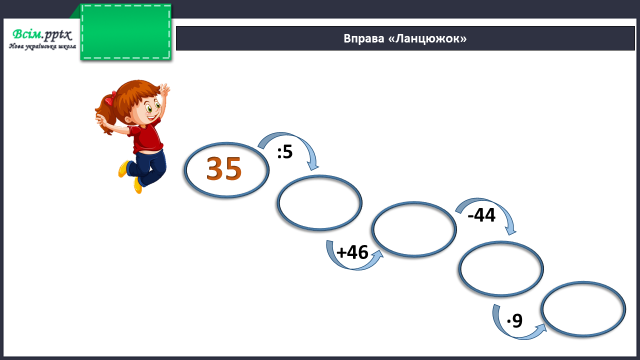 Всім.pptx
Нова українська школа
Вправа «Ланцюжок»
35
:5
+46
-44
·9